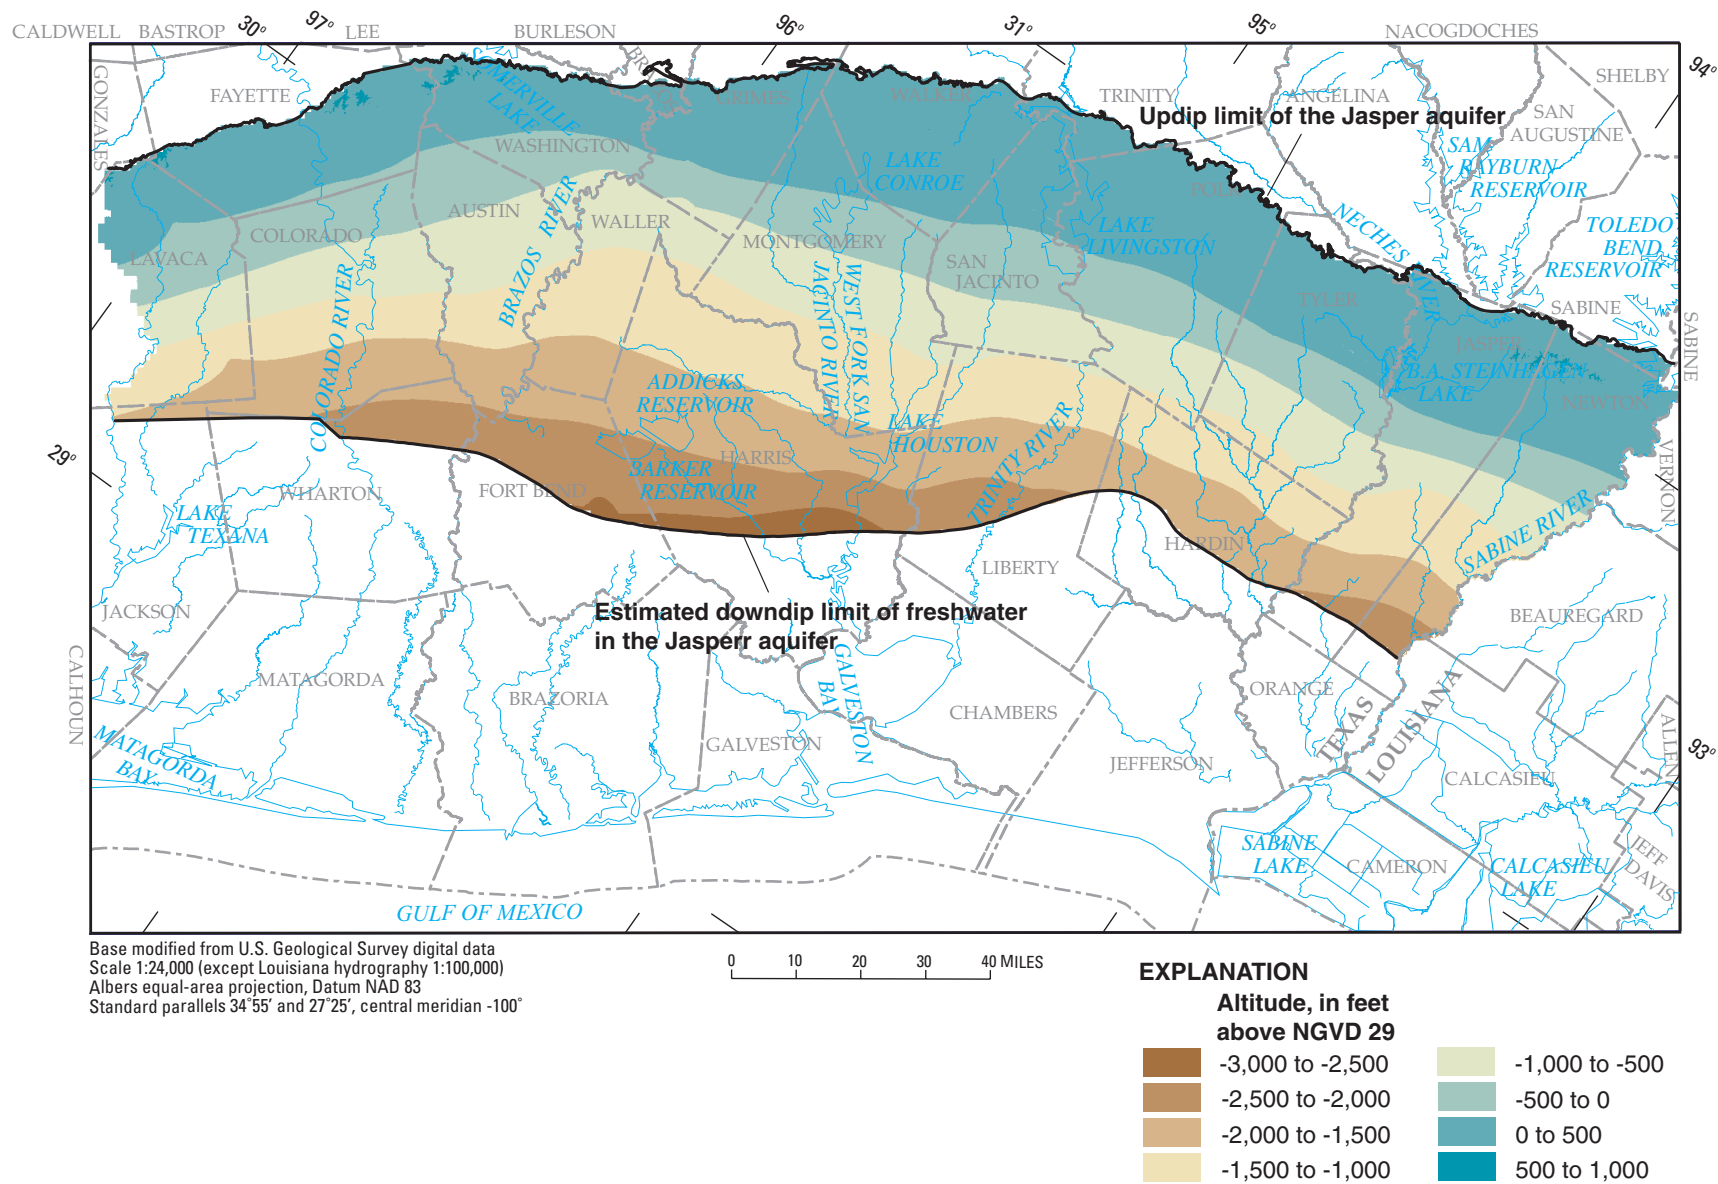 CALDWELL
BASTROP
30°
97°
LEE
BURLESON
96°
31°
95°
NACOGDOCHES
94°
GONZALES
FAYETTE
SOMERVILLE
LAKE
GRIMES
WALKER
TRINITY
ANGELINA
SHELBY
SAN
AUGUSTINE
Updip limit of the Jasper aquifer
WASHINGTON
LAKE
CONROE
SAM
RAYBURN
RESERVOIR
AUSTIN
BRAZOS RIVER
WALLER
LAVACA
COLORADO
COLORADO RIVER
MONTGOMERY
SAN
JACINTO
LAKE
LIVINGSTON
NECHES RIVER
TOLEDO
BEND
RESERVOIR
WEST FORK SAN
JACINTO RIVER
TYLER
SABINE
SABINE
JASPER
B.A. STEINHAGEN
LAKE
NEWTON
ADDICKS
RESERVOIR
LAKE
HOUSTON
TRINITY RIVER
HARRIS
BARKER
RESERVOIR
29°
VERNON
WHARTON
FORT BEND
LAKE
TEXANA
SABINE RIVER
HARDIN
LIBERTY
JACKSON
Estimated downdip limit of freshwater
in the Jasperr aquifer
BEAUREGARD
CALHOUN
MATAGORDA
BRAZORIA
GALVESTON
BAY
ORANGE
TEXAS
LOUISIANA
CHAMBERS
GALVESTON
JEFFERSON
CALCASIEU
ALLEN
93°
MATAGORDA
BAY
SABINE
LAKE
CAMERON
CALCASIEU
LAKE
JEFF
DAVIS
GULF OF MEXICO
Base modified from U.S. Geological Survey digital data
Scale 1:24,000 (except Louisiana hydrography 1:100,000)
Albers equal-area projection, Datum NAD 83
Standard parallels 34°55′ and 27°25′, central meridian -100°
0 10 20 30 40 MILES
EXPLANATION
Altitude, in feet
above NGVD 29
-3,000 to -2,500
-2,500 to -2,000
-2,000 to -1,500
-1,500 to -1,000
-1,000 to -500
-500 to 0
0 to 500
500 to 1,000